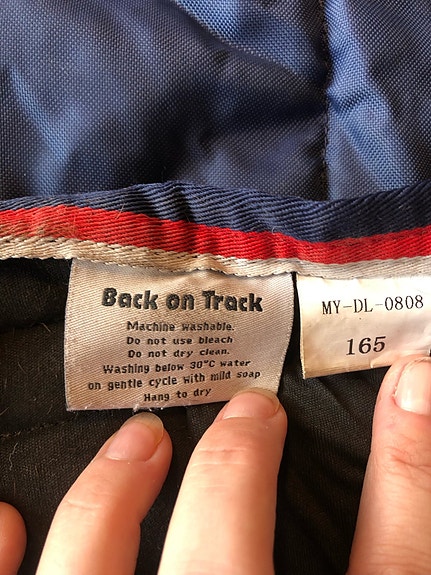 Back on Track
Machine washable.
Do not use bleach
Do not dry clean.
Washing below 30°C water
on gentle cycle with mild soap
Hang to dry
MY-DL-0808
165